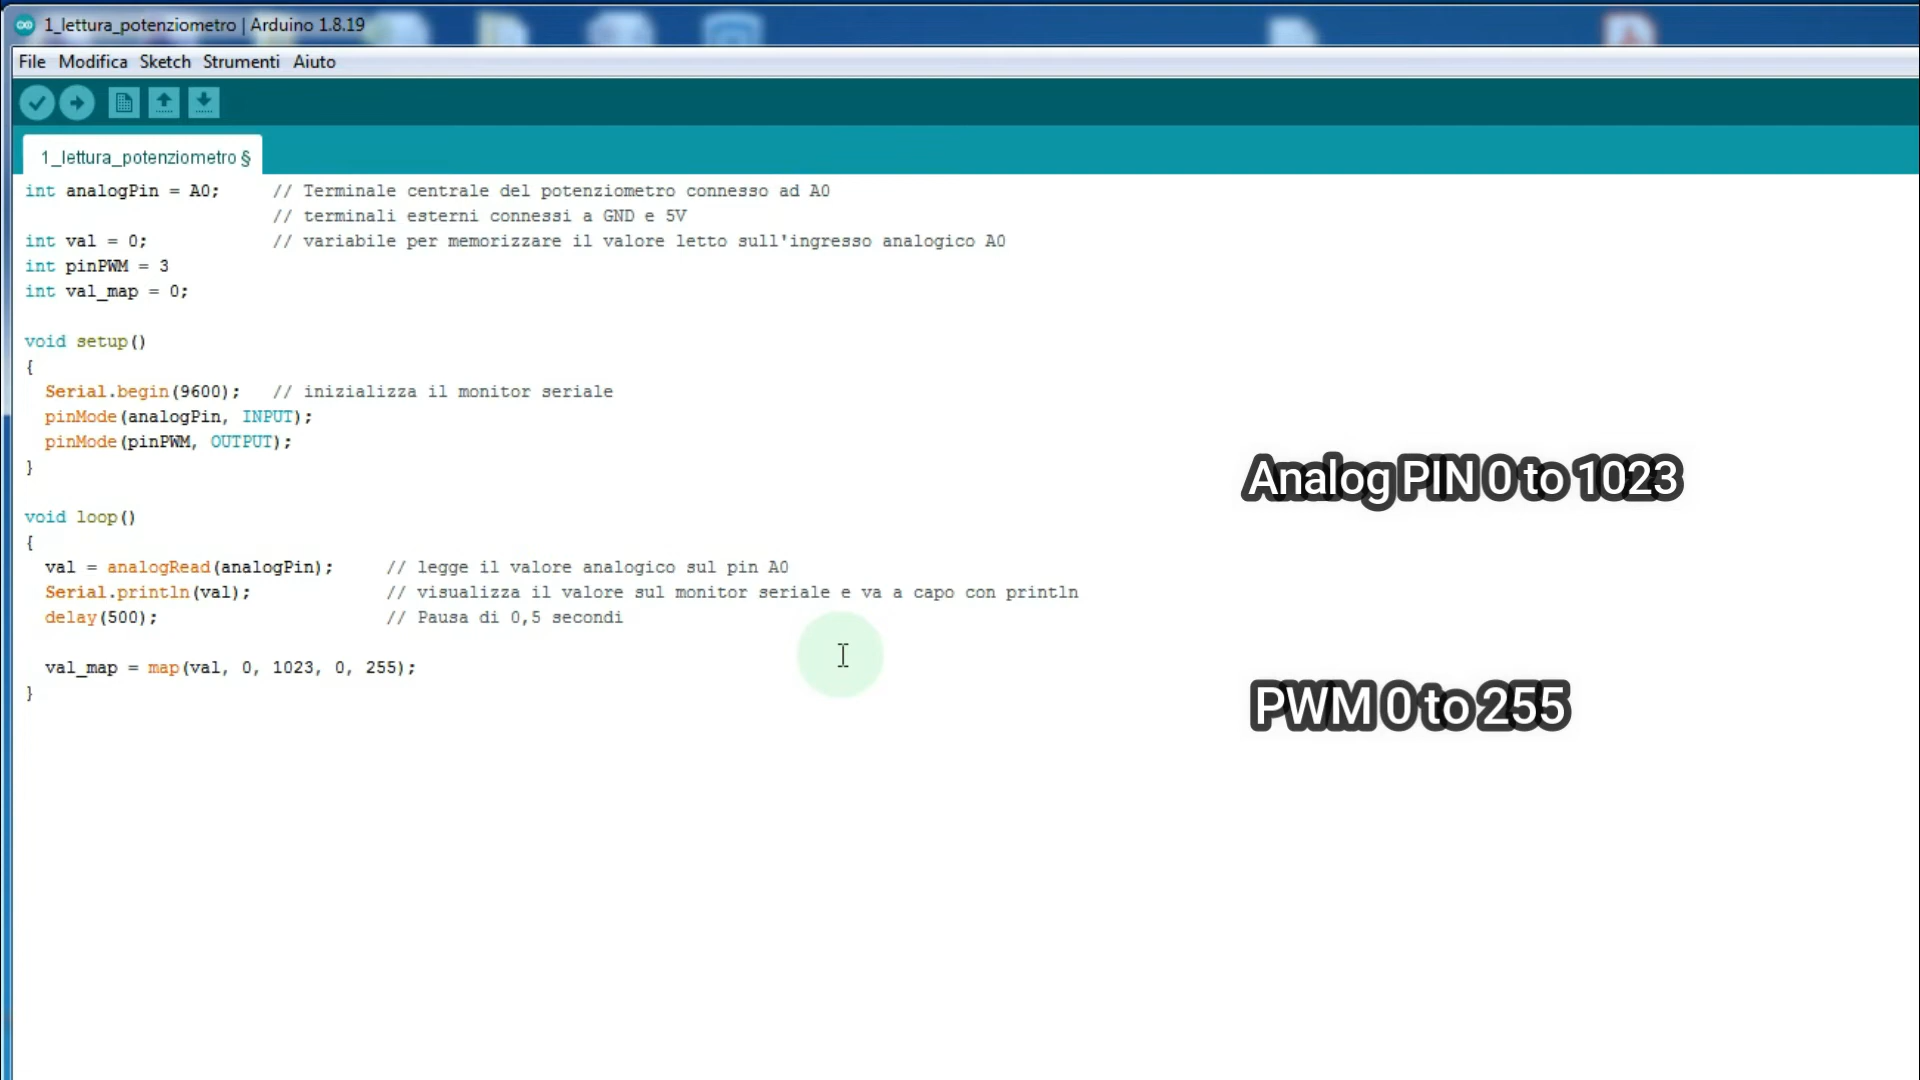 1_lettura_potenziometro | Arduino 1.8.19
File Modifica Sketch Strumenti Aiuto
1_lettura_potenziometro §
int analogPin = A0; // Terminale centrale del potenziometro connesso ad A0
// terminali esterni connessi a GND e 5V
int val = 0; // variabile per memorizzare il valore letto sull'ingresso analogico A0
int pinPWM = 3
int val_map = 0;
void setup()
{
Serial.begin(9600); // inizializza il monitor seriale
pinMode(analogPin, INPUT);
pinMode(pinPWM, OUTPUT);
}
Analog PIN 0 to 1023
void loop()
{
val = analogRead(analogPin); // legge il valore analogico sul pin A0
Serial.println(val); // visualizza il valore sul monitor seriale e va a capo con println
delay(500); // Pausa di 0,5 secondi
val_map = map(val, 0, 1023, 0, 255);
}
PWM 0 to 255